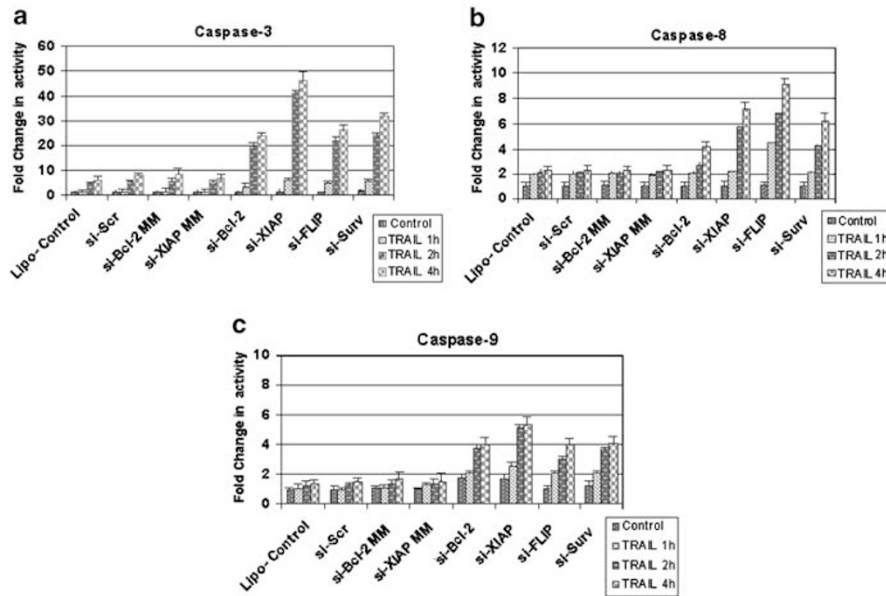 a
Caspase-3
Fold Change in activity
60
50
40
30
20
10
0
Lipo-Control
si-Scr
si-Bcl-2 MM
si-XIAP MM
si-Bcl-2
si-XIAP
si-FLIP
si-Surv
Control
TRAIL 1h
TRAIL 2h
TRAIL 4h
b
Caspase-8
Fold Change in activity
12
10
8
6
4
2
0
Lipo-Control
si-Scr
si-Bcl-2 MM
si-XIAP MM
si-Bcl-2
si-XIAP
si-FLIP
si-Surv
Control
TRAIL 1h
TRAIL 2h
TRAIL 4h
c
Caspase-9
Fold Change in activity
10
8
6
4
2
0
Lipo-Control
si-Scr
si-Bcl-2 MM
si-XIAP MM
si-Bcl-2
si-XIAP
si-FLIP
si-Surv
Control
TRAIL 1h
TRAIL 2h
TRAIL 4h